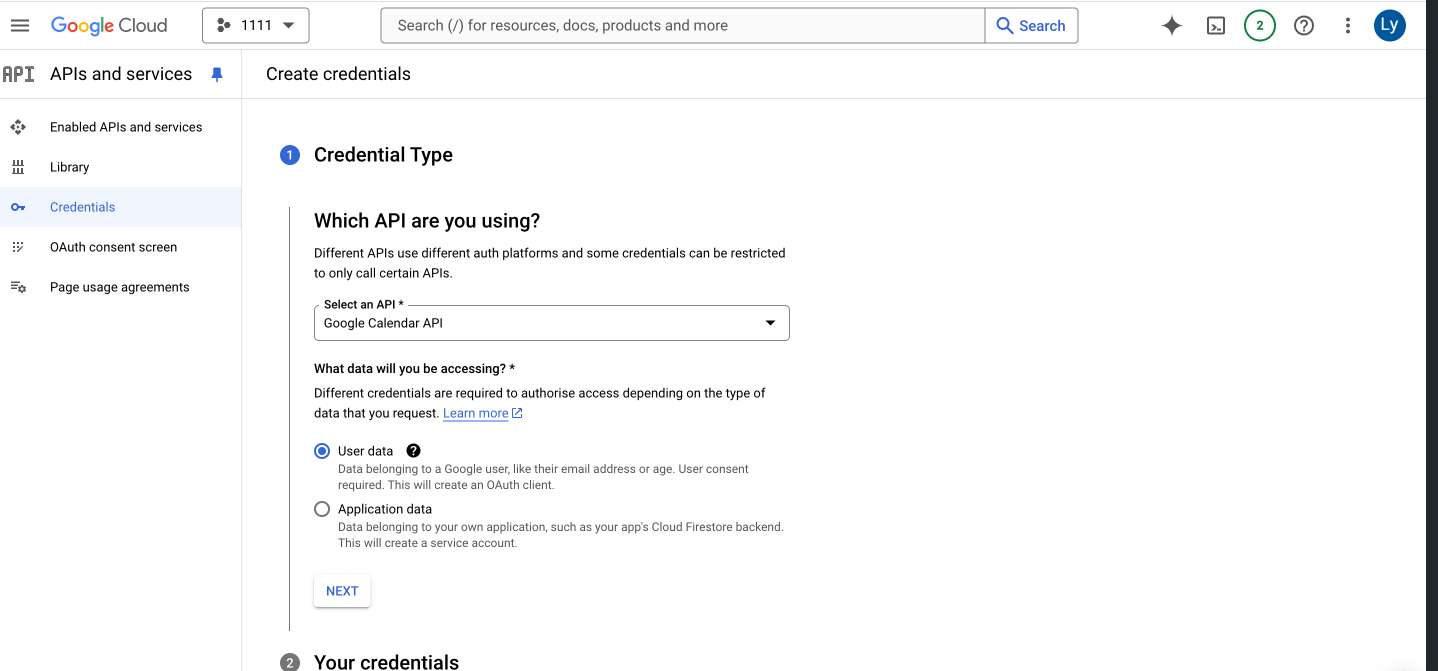 Google Cloud
1111
Search (/) for resources, docs, products and more
Search
2
Ly
API
APIs and services
Create credentials
Enabled APIs and services
Library
Credentials
OAuth consent screen
Page usage agreements
1
Credential Type
Which API are you using?
Different APIs use different auth platforms and some credentials can be restricted
to only call certain APIs.
Select an API *
Google Calendar API
What data will you be accessing? *
Different credentials are required to authorise access depending on the type of
data that you request. Learn more
User data
Data belonging to a Google user, like their email address or age. User consent
required. This will create an OAuth client.
Application data
Data belonging to your own application, such as your app's Cloud Firestore backend.
This will create a service account.
NEXT
2
Your credentials